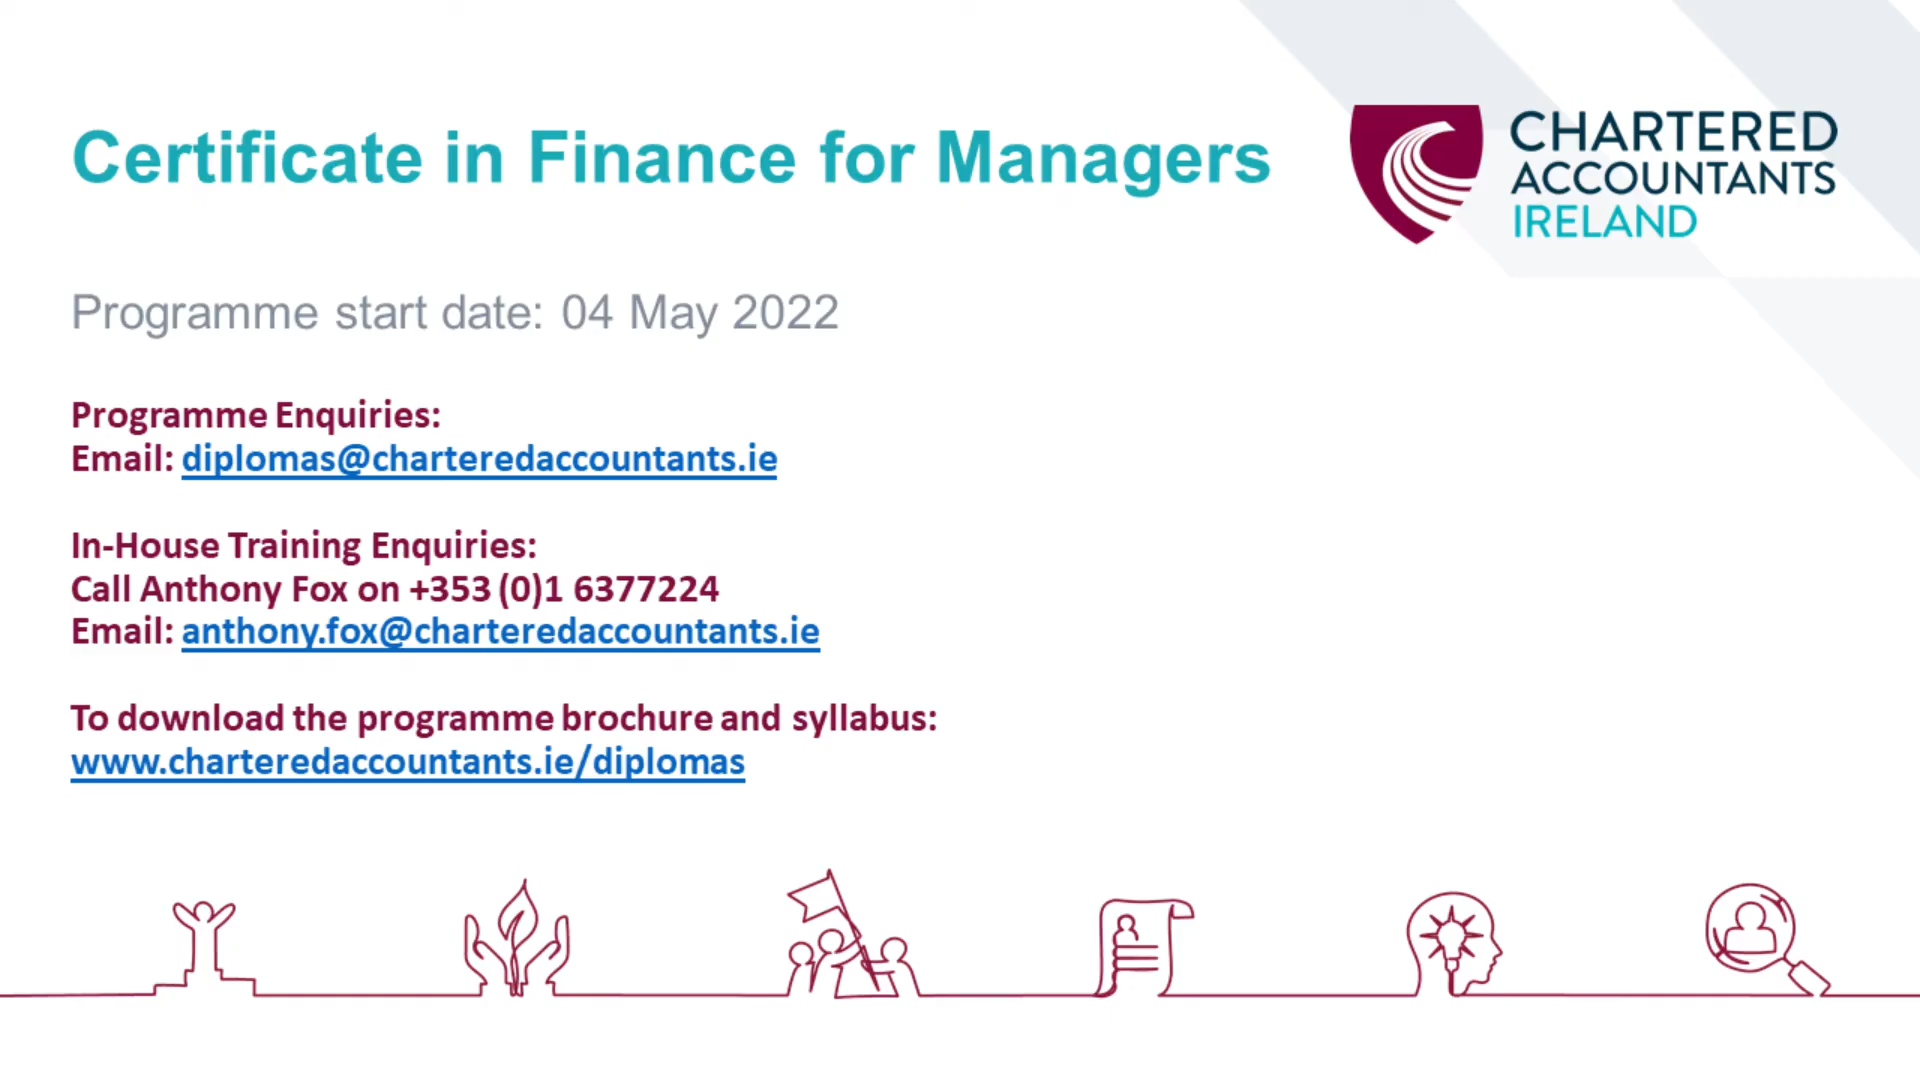 Certificate in Finance for Managers
CHARTERED
ACCOUNTANTS
IRELAND
Programme start date: 04 May 2022
Programme Enquiries:
Email: diplomas@charteredaccountants.ie
In-House Training Enquiries:
Call Anthony Fox on +353 (0)1 6377224
Email: anthony.fox@charteredaccountants.ie
To download the programme brochure and syllabus:
www.charteredaccountants.ie/diplomas